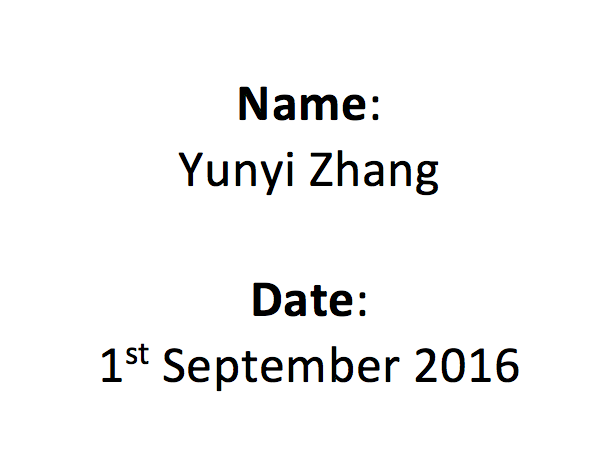 Name:
Yunyi Zhang
Date:
1st September 2016